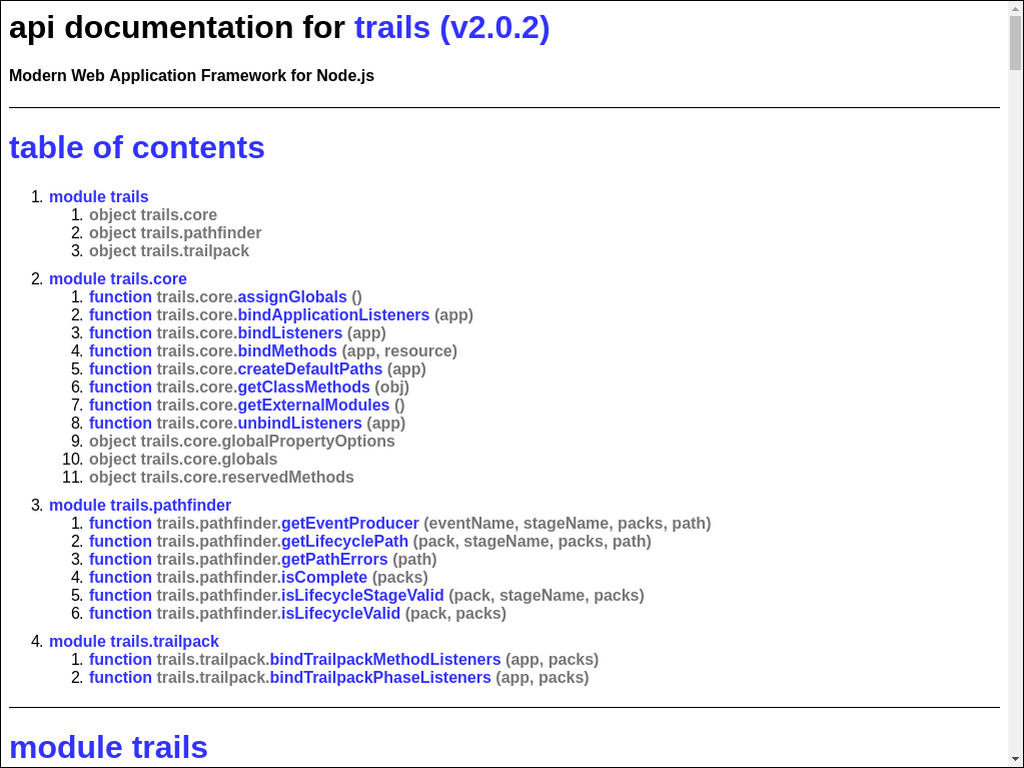 api documentation for trails (v2.0.2)
Modern Web Application Framework for Node.js
table of contents
1. module trails
1. object trails.core
2. object trails.pathfinder
3. object trails.trailpack
2. module trails.core
1. function trails.core.assignGlobals ()
2. function trails.core.bindApplicationListeners (app)
3. function trails.core.bindListeners (app)
4. function trails.core.bindMethods (app, resource)
5. function trails.core.createDefaultPaths (app)
6. function trails.core.getClassMethods (obj)
7. function trails.core.getExternalModules ()
8. function trails.core.unbindListeners (app)
9. object trails.core.globalPropertyOptions
10. object trails.core.globals
11. object trails.core.reservedMethods
3. module trails.pathfinder
1. function trails.pathfinder.getEventProducer (eventName, stageName, packs, path)
2. function trails.pathfinder.getLifecyclePath (pack, stageName, packs, path)
3. function trails.pathfinder.getPathErrors (path)
4. function trails.pathfinder.isComplete (packs)
5. function trails.pathfinder.isLifecycleStageValid (pack, stageName, packs)
6. function trails.pathfinder.isLifecycleValid (pack, packs)
4. module trails.trailpack
1. function trails.trailpack.bindTrailpackMethodListeners (app, packs)
2. function trails.trailpack.bindTrailpackPhaseListeners (app, packs)
module trails